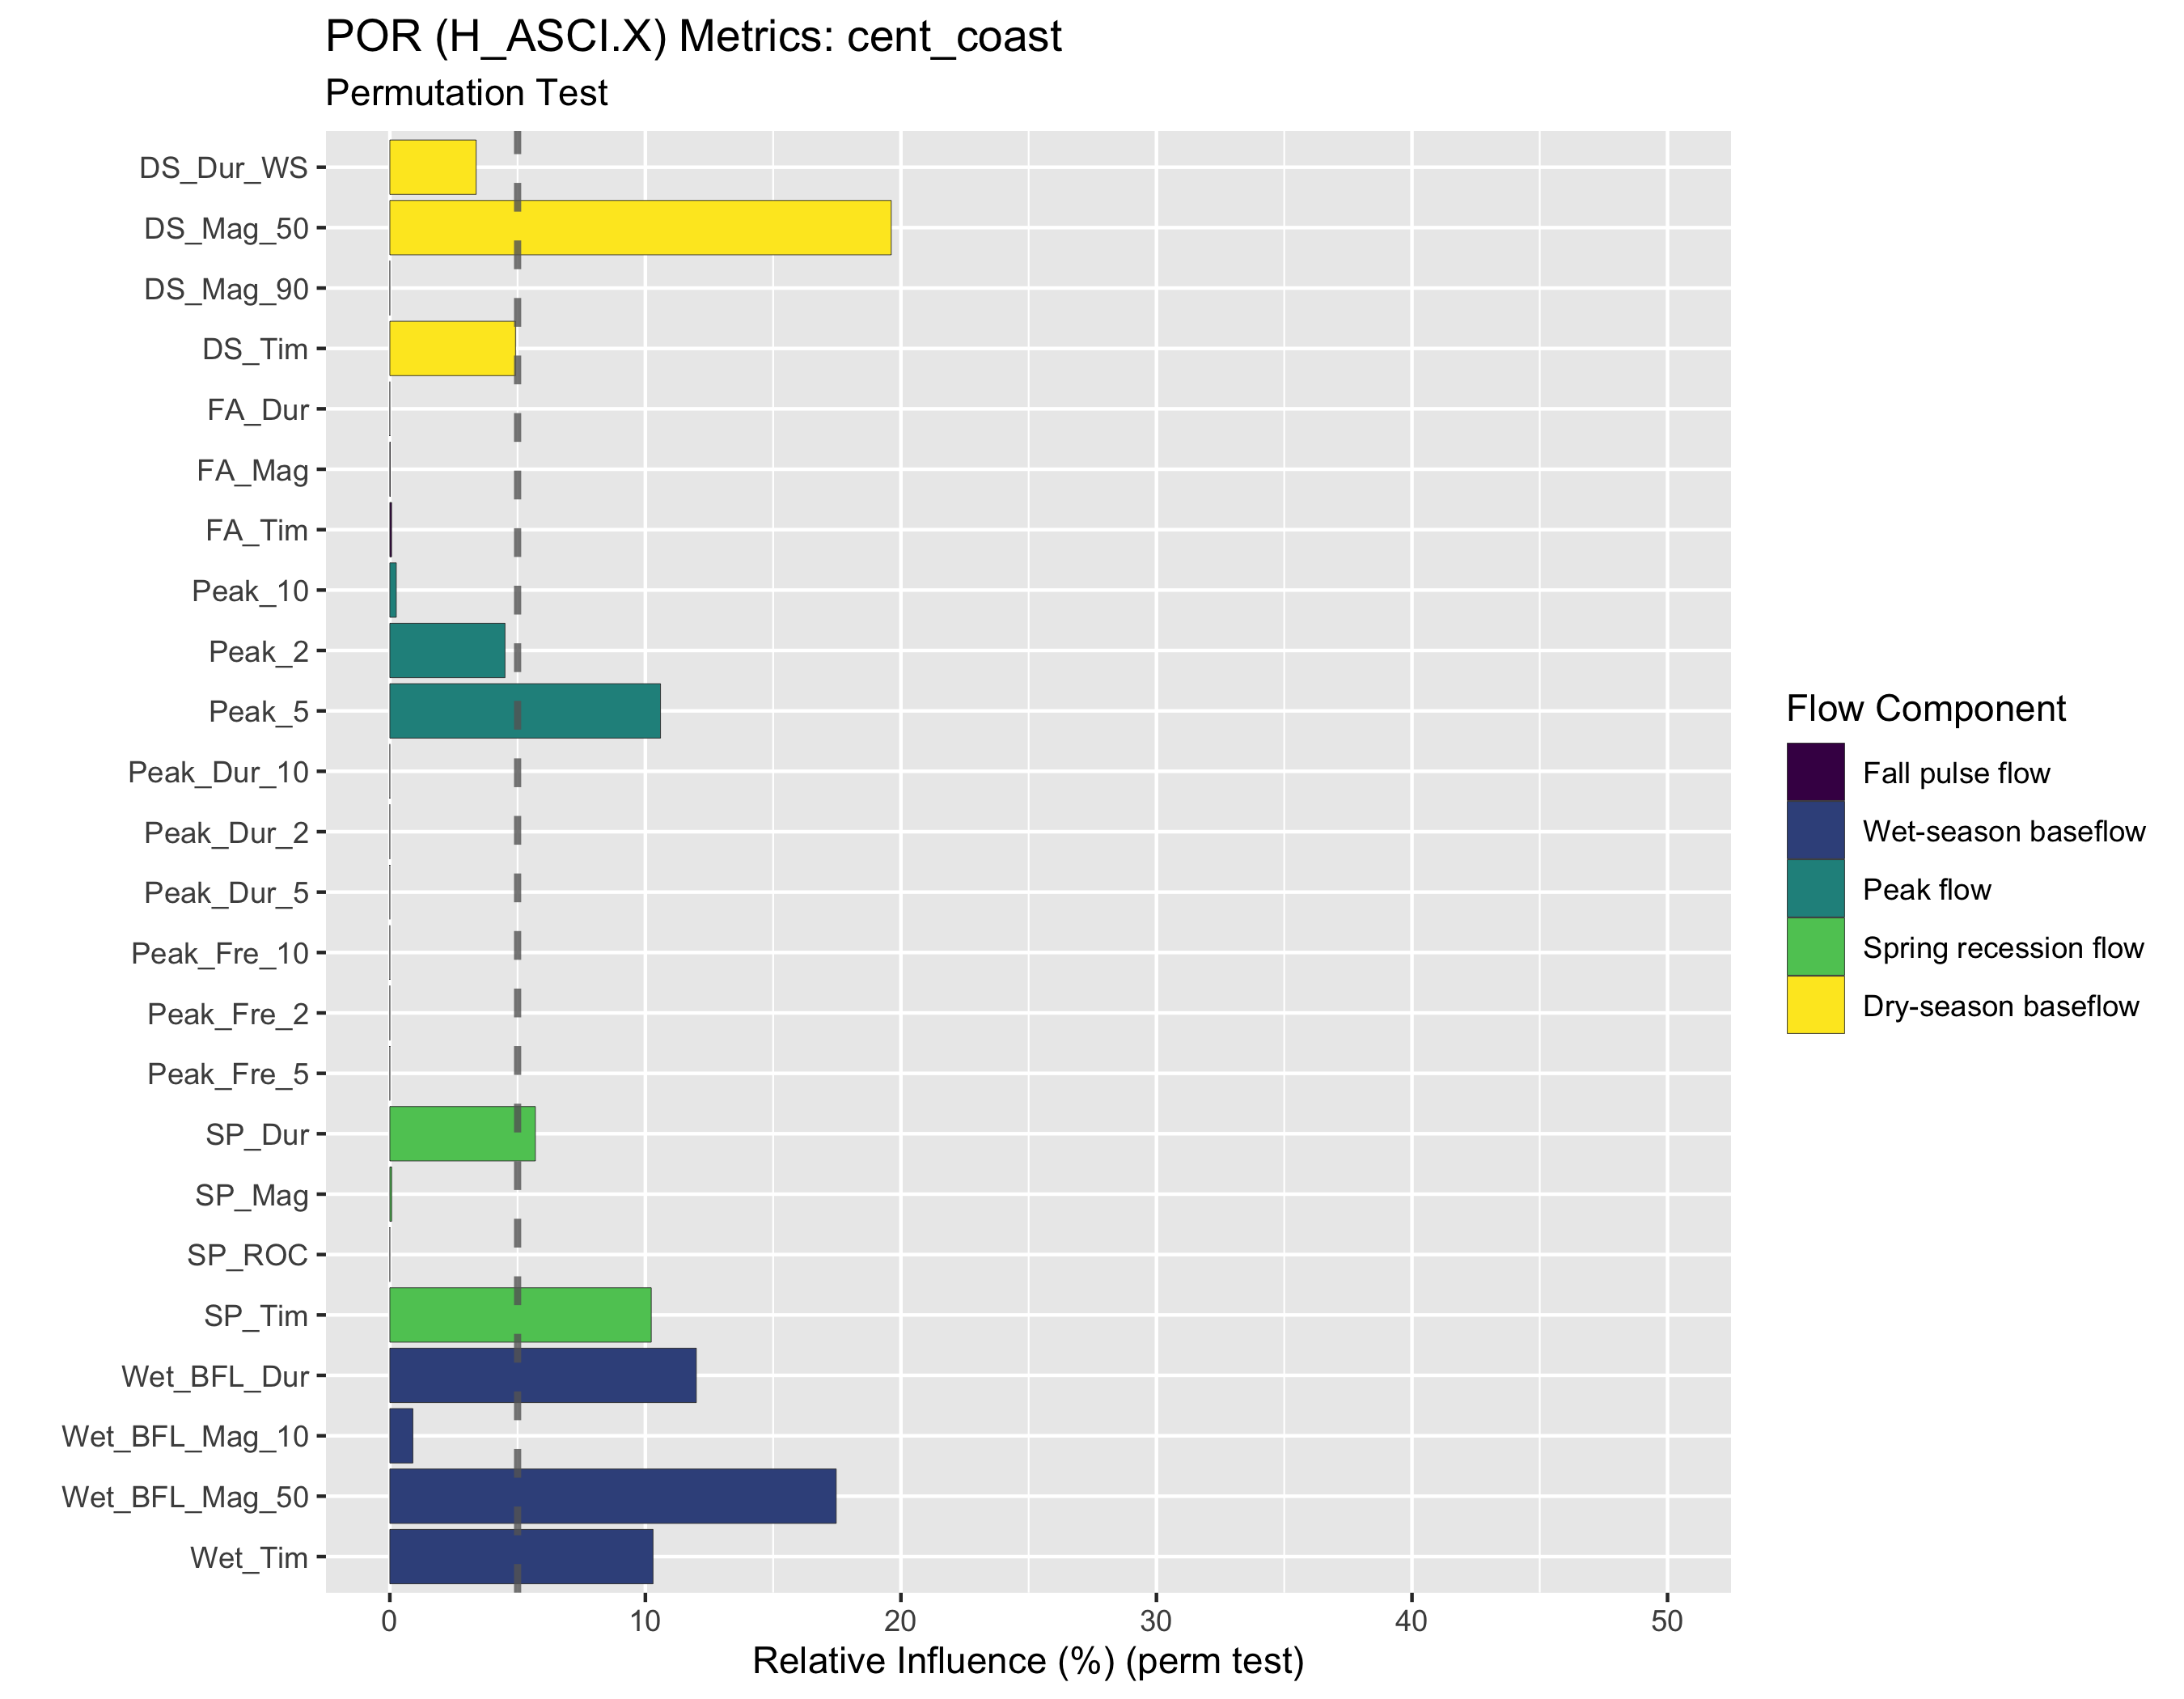 POR (H_ASCI.X) Metrics: cent_coast
Permutation Test
DS_Dur_WS
DS_Mag_50
DS_Mag_90
DS_Tim
FA_Dur
FA_Mag
FA_Tim
Peak_10
Peak_2
Peak_5
Peak_Dur_10
Peak_Dur_2
Peak_Dur_5
Peak_Fre_10
Peak_Fre_2
Peak_Fre_5
SP_Dur
SP_Mag
SP_ROC
SP_Tim
Wet_BFL_Dur
Wet_BFL_Mag_10
Wet_BFL_Mag_50
Wet_Tim
0 10 20 30 40 50
Relative Influence (%) (perm test)
Flow Component
Fall pulse flow
Wet-season baseflow
Peak flow
Spring recession flow
Dry-season baseflow